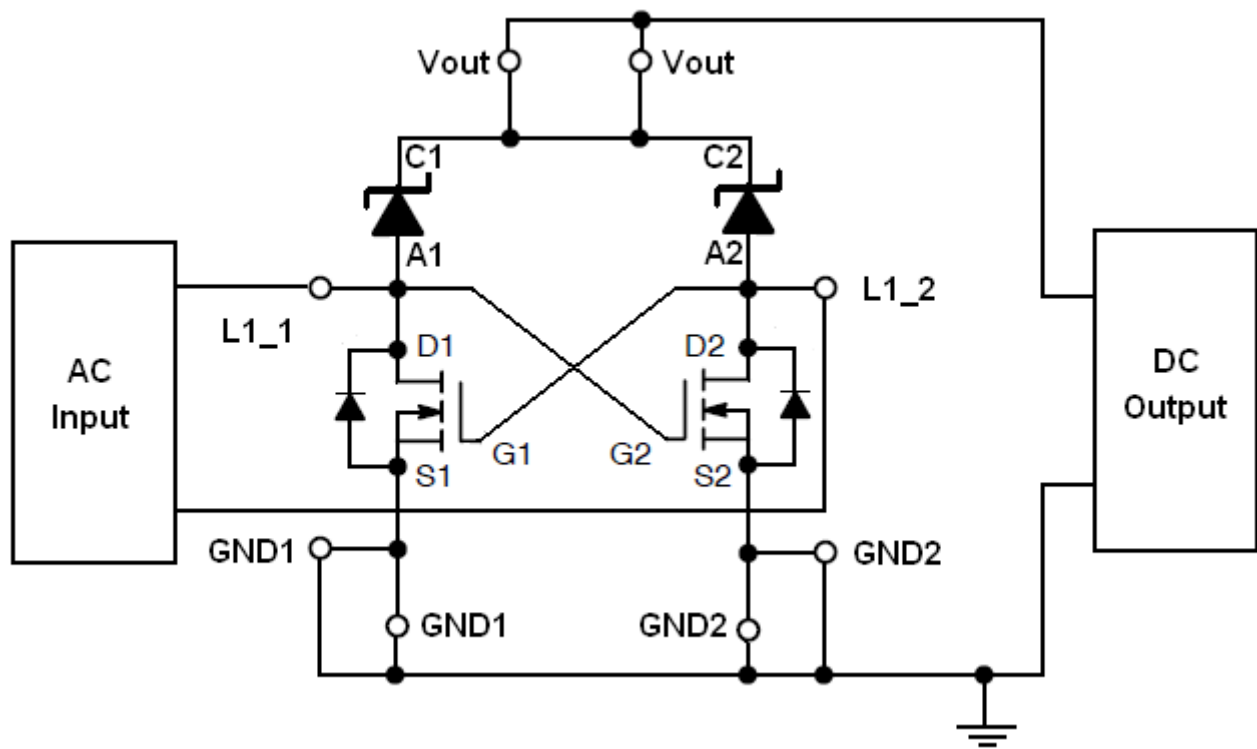 Vout Vout
C1 C2
A1 A2
L1_1 L1_2
AC
Input
D1 D2
DC
Output
G1 G2
S1 S2
GND1 GND2
GND1 GND2